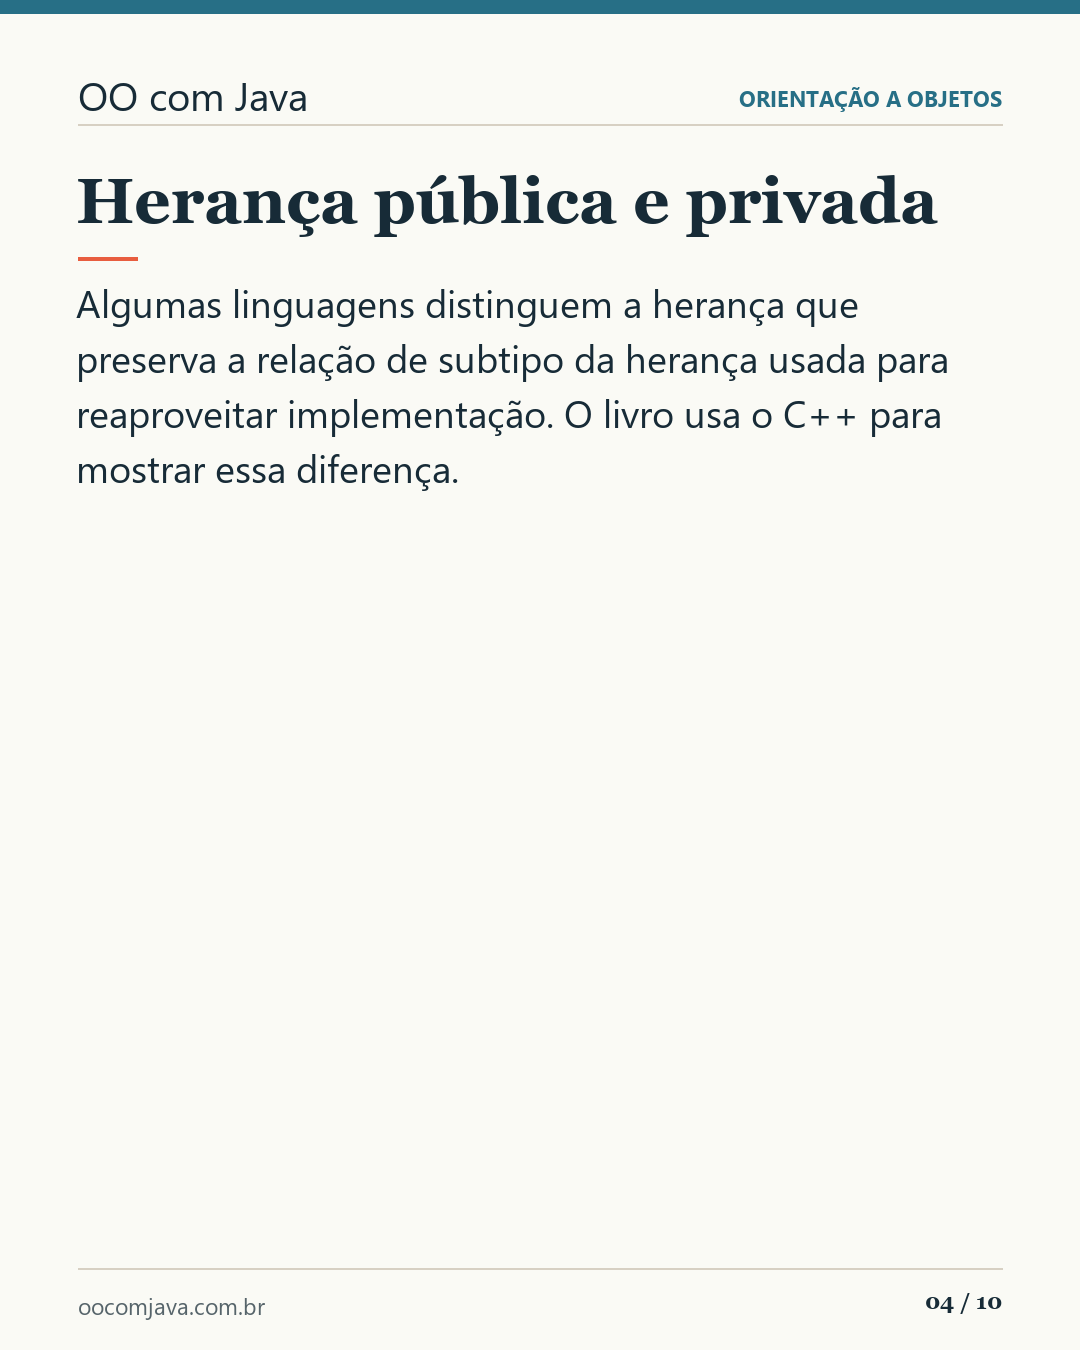 OO com Java
ORIENTAÇÃO A OBJETOS
Herança pública e privada
Algumas linguagens distinguem a herança que
preserva a relação de subtipo da herança usada para
reaproveitar implementação. O livro usa o C++ para
mostrar essa diferença.
oocomjava.com.br
04 / 10